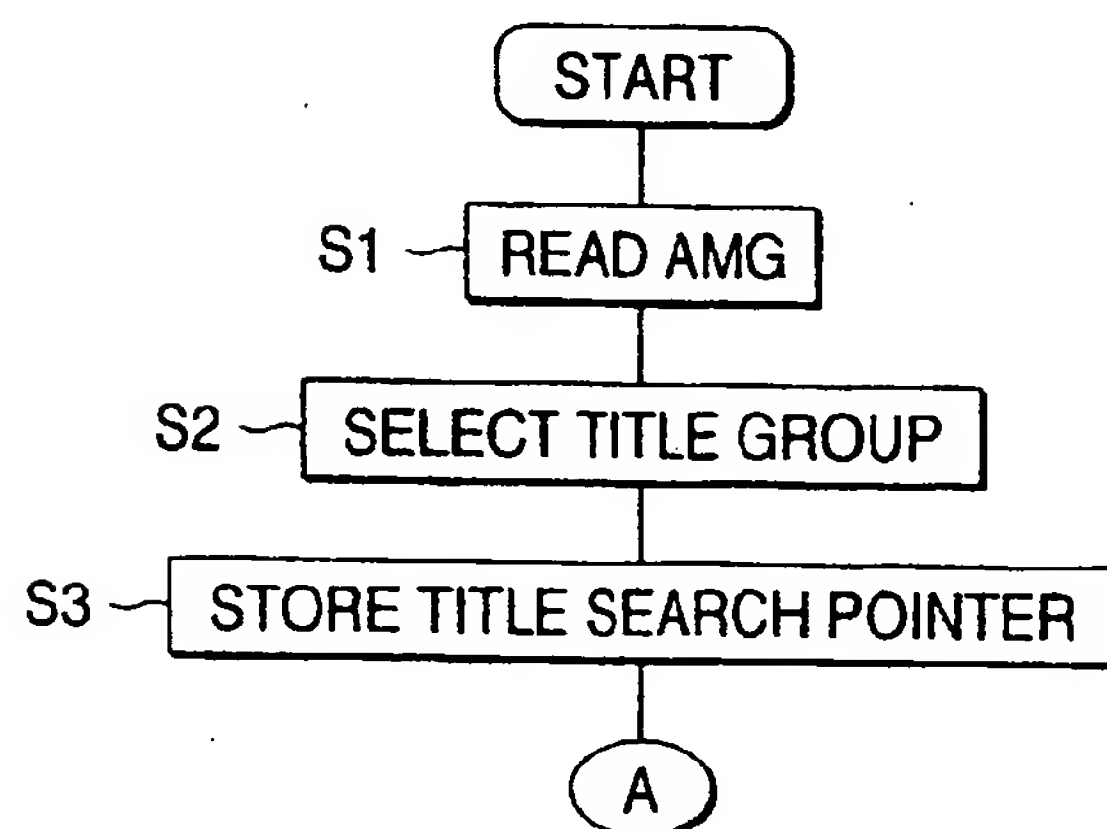 START
S1 READ AMG
S2 SELECT TITLE GROUP
S3 STORE TITLE SEARCH POINTER
A